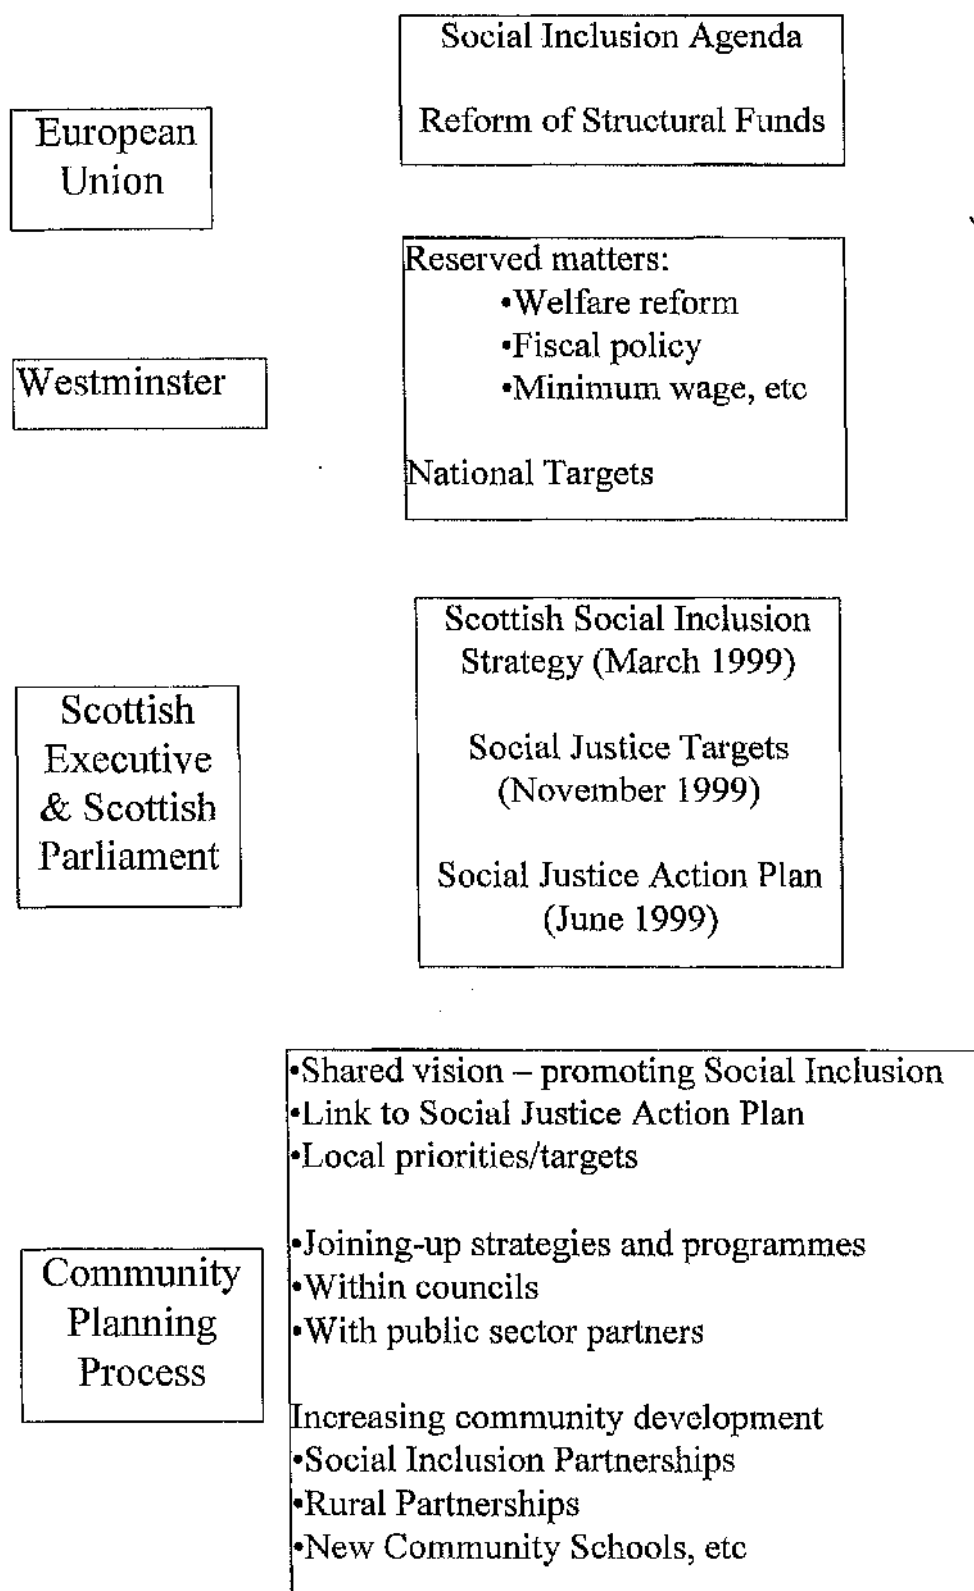 European
Union
Social Inclusion Agenda
Reform of Structural Funds
Westminster
Reserved matters:
•Welfare reform
•Fiscal policy
•Minimum wage, etc
National Targets
Scottish
Executive
& Scottish
Parliament
Scottish Social Inclusion
Strategy (March 1999)
Social Justice Targets
(November 1999)
Social Justice Action Plan
(June 1999)
Community
Planning
Process
•Shared vision – promoting Social Inclusion
•Link to Social Justice Action Plan
•Local priorities/targets
•Joining-up strategies and programmes
•Within councils
•With public sector partners
Increasing community development
•Social Inclusion Partnerships
•Rural Partnerships
•New Community Schools, etc